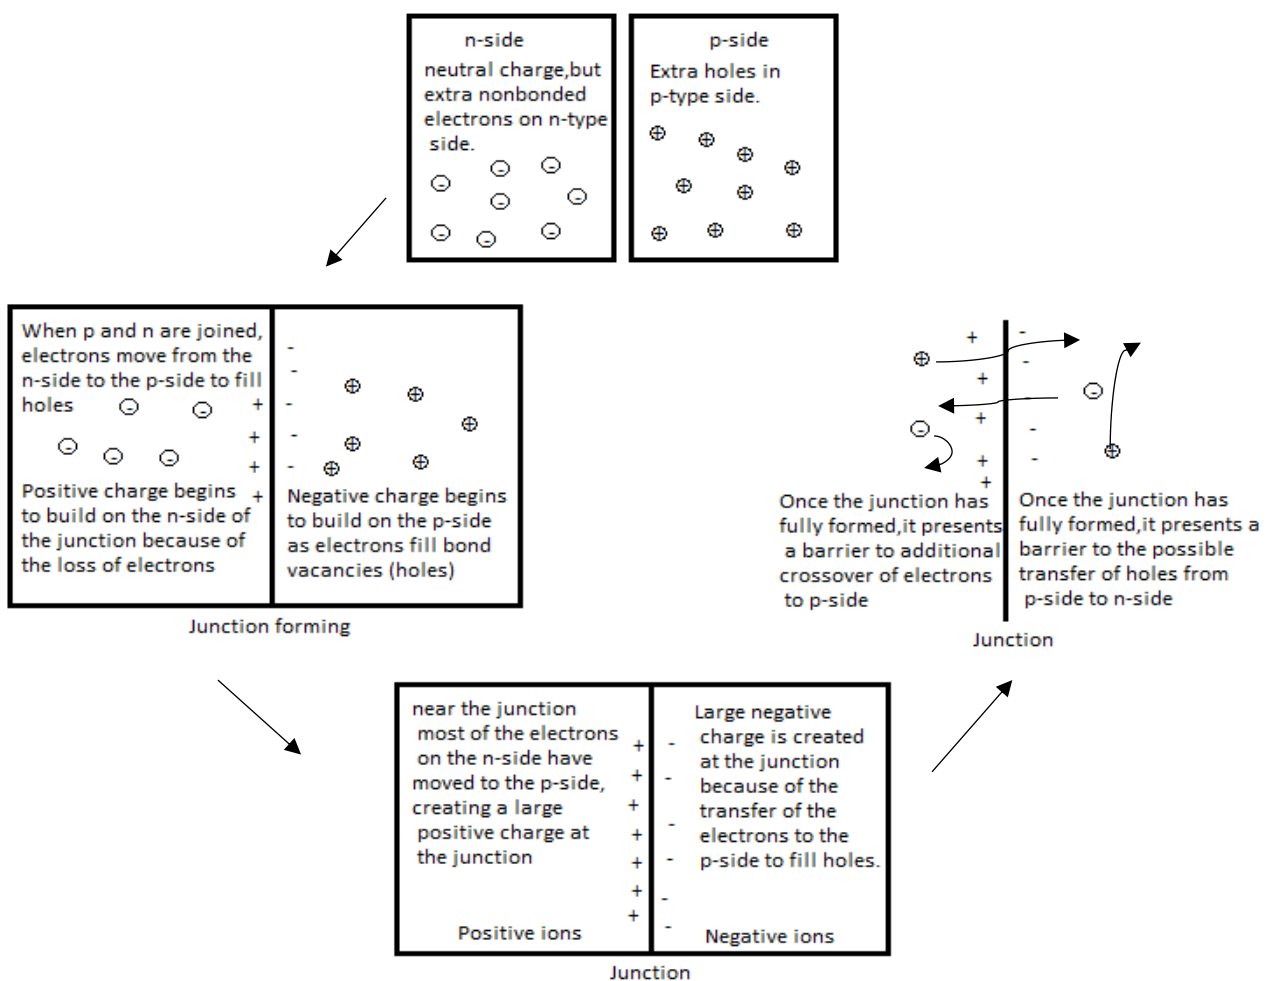 n-side
neutral charge,but
extra nonbonded
electrons on n-type
side.
p-side
Extra holes in
p-type side.
When p and n are joined,
electrons move from the
n-side to the p-side to fill
holes
Positive charge begins
to build on the n-side of
the junction because of
the loss of electrons
Negative charge begins
to build on the p-side
as electrons fill bond
vacancies (holes)
Junction forming
near the junction
most of the electrons
on the n-side have
moved to the p-side,
creating a large
positive charge at
the junction
Positive ions
Large negative
charge is created
at the junction
because of the
transfer of the
electrons to the
p-side to fill holes.
Negative ions
Junction
Once the junction has
fully formed,it presents
a barrier to additional
crossover of electrons
to p-side
Once the junction has
fully formed,it presents a
barrier to the possible
transfer of holes from
p-side to n-side
Junction